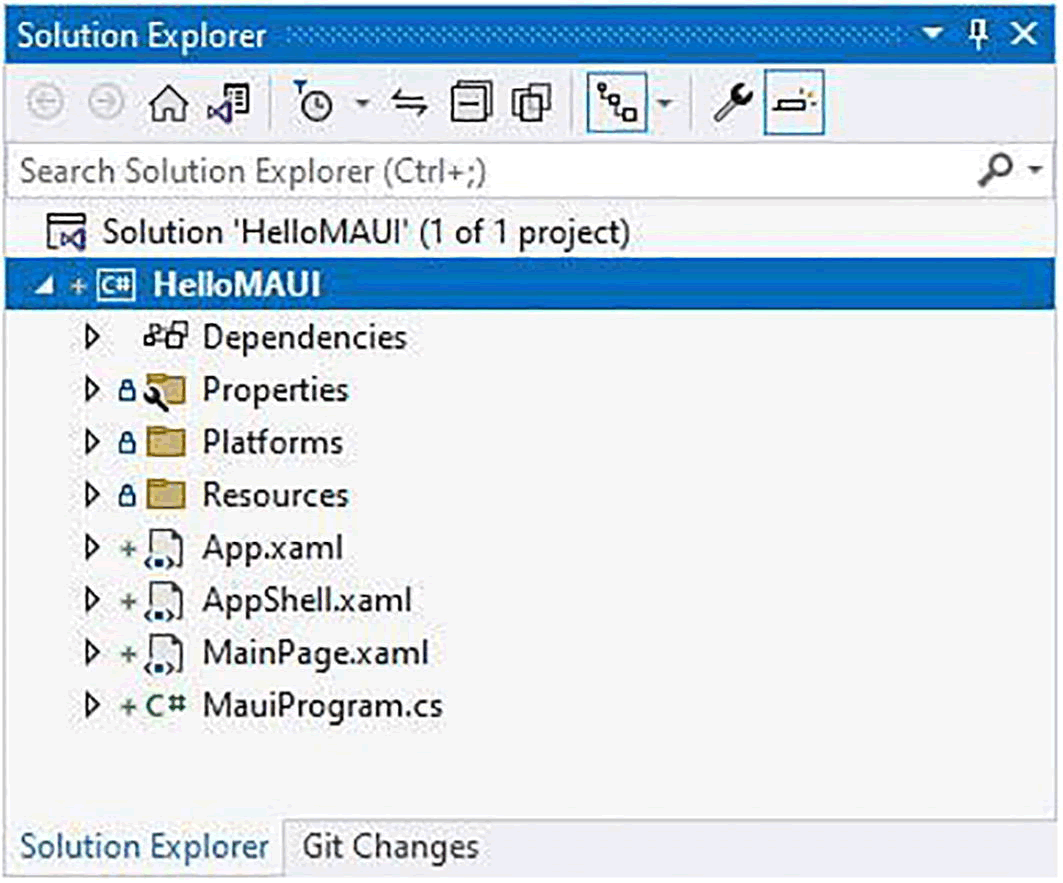 Solution Explorer
Search Solution Explorer (Ctrl+;)
Solution 'HelloMAUI' (1 of 1 project)
C# HelloMAUI
Dependencies
Properties
Platforms
Resources
App.xaml
AppShell.xaml
MainPage.xaml
C# MauiProgram.cs
Solution Explorer Git Changes